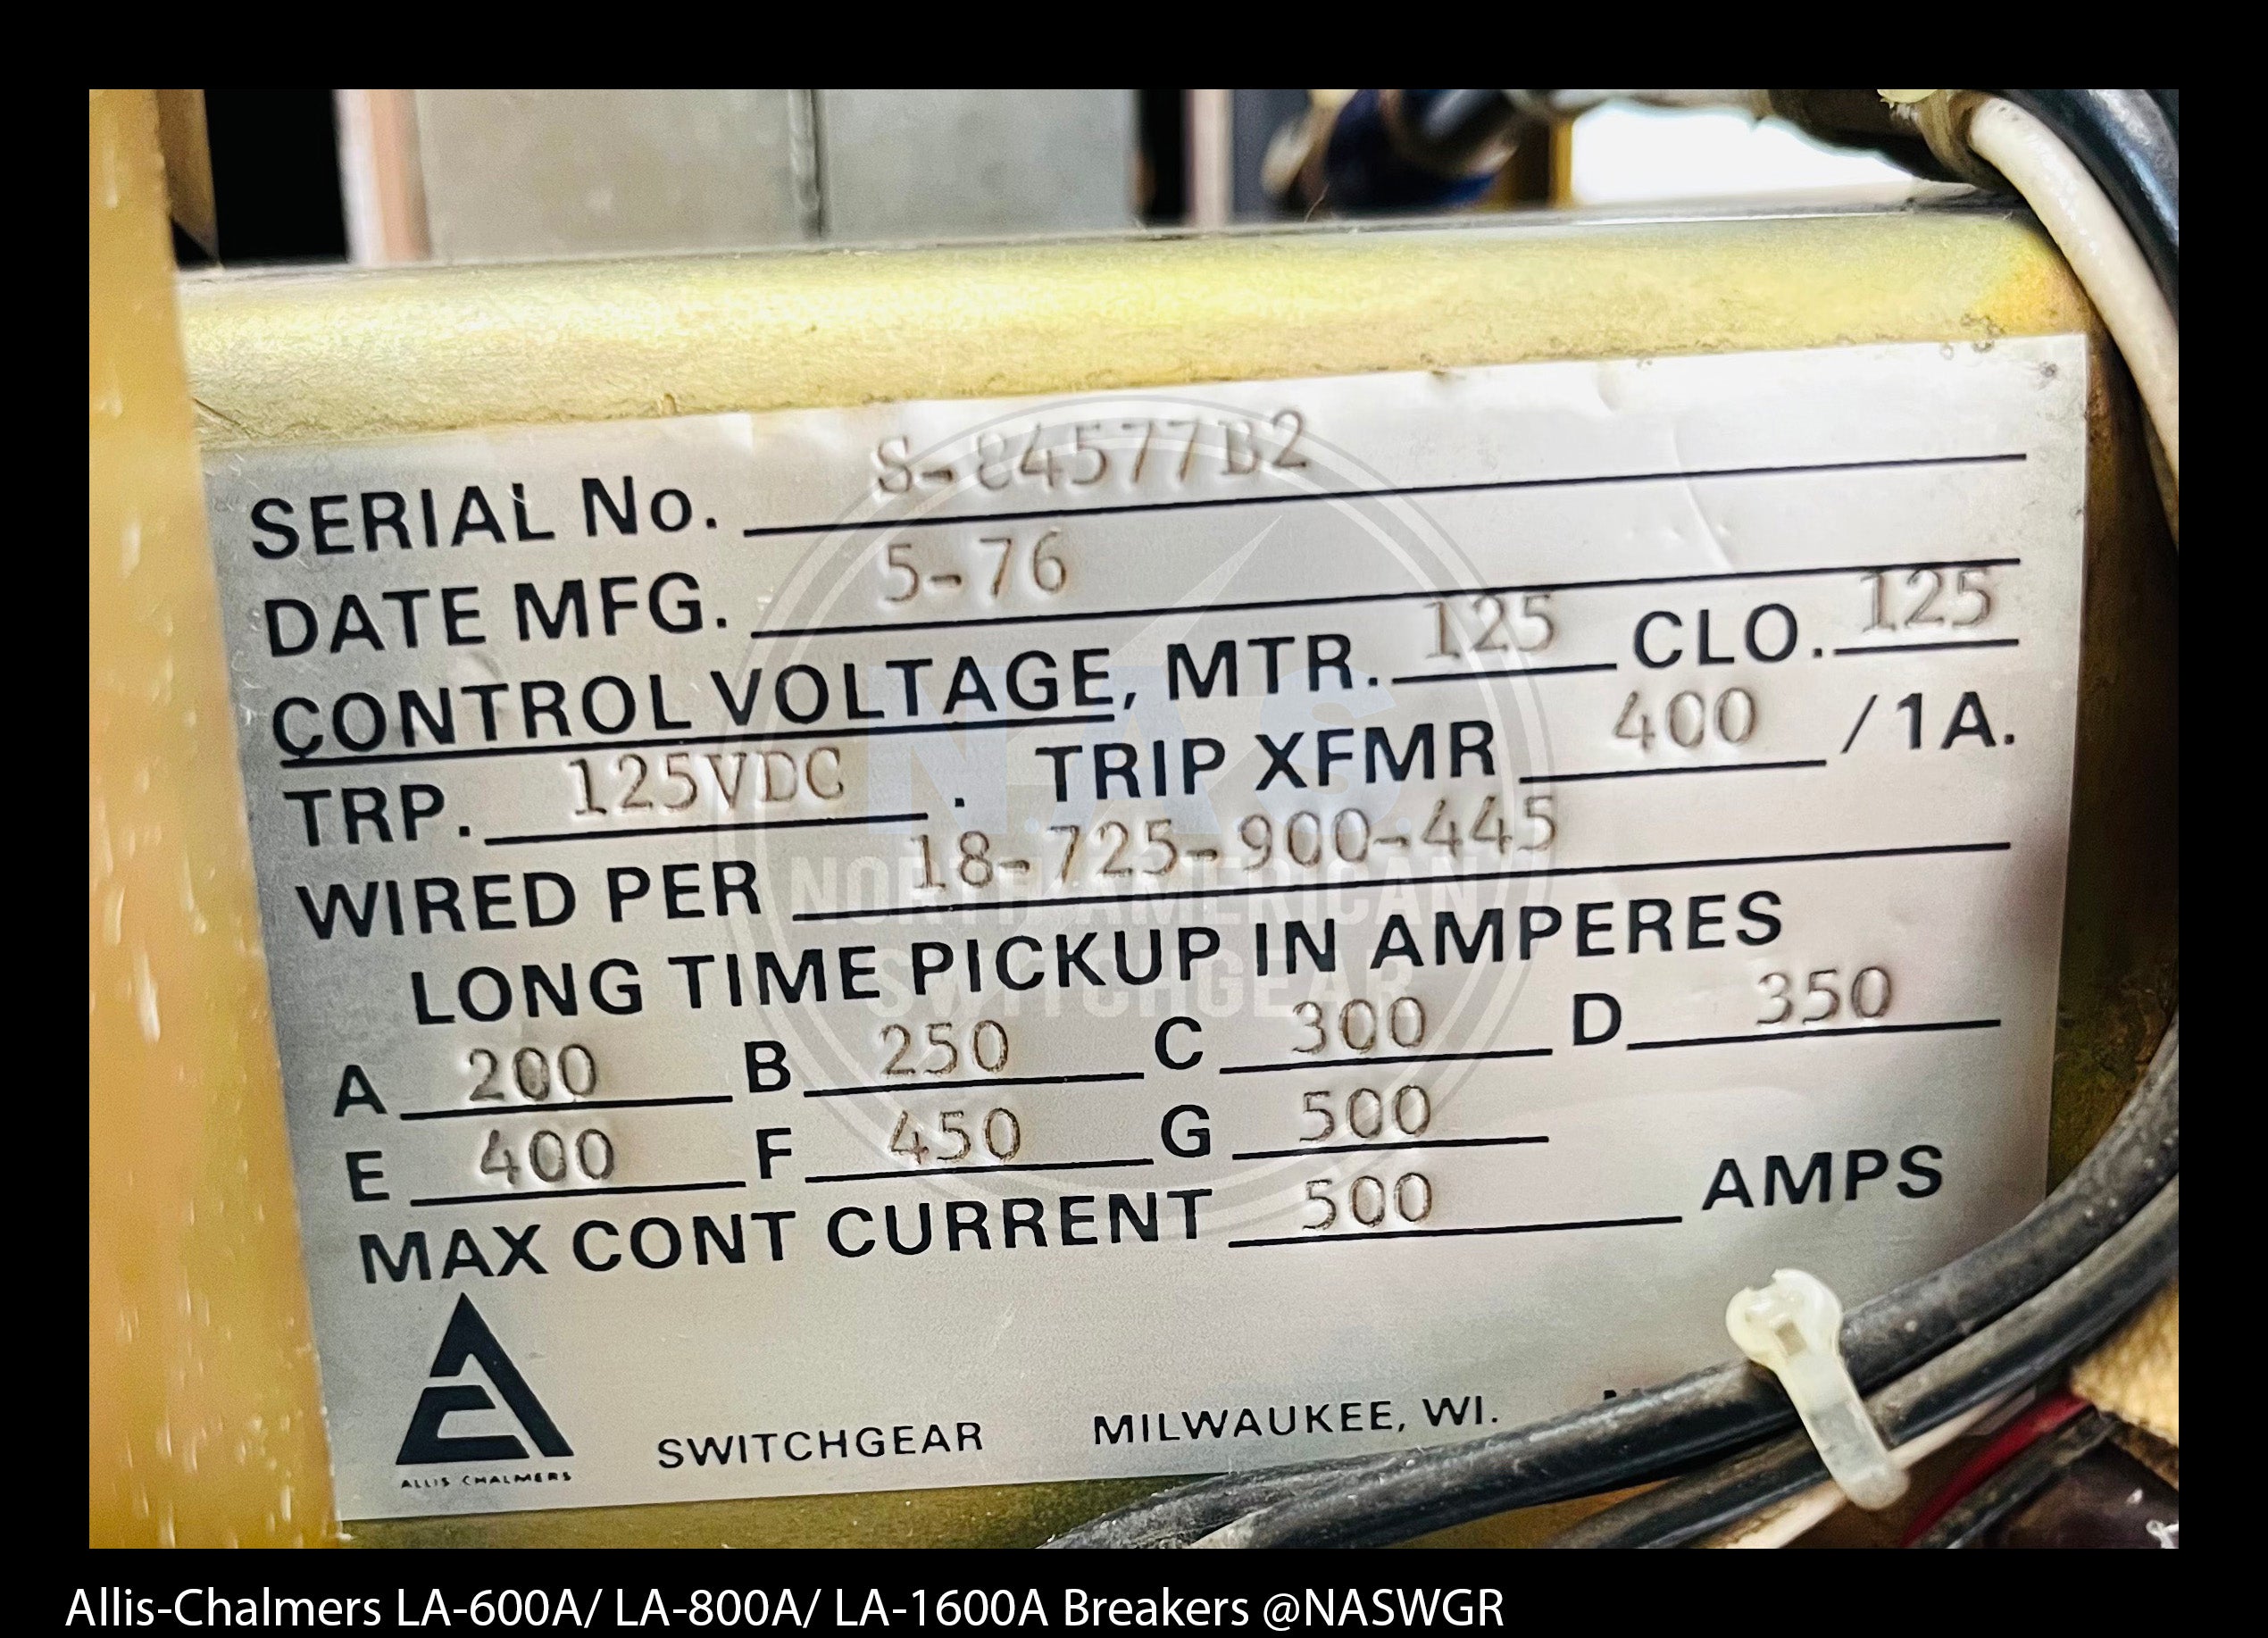 SERIAL No. S-84577B2
DATE MFG. 5-76
CONTROL VOLTAGE, MTR. 125 CLO. 125
TRP. 125VDC . TRIP XFMR 400 /1A.
WIRED PER 18-725-900-445
LONG TIME PICKUP IN AMPERES
A 200 B 250 C 300 D 350
E 400 F 450 G 500
MAX CONT CURRENT 500 AMPS
ALLIS CHALMERS
SWITCHGEAR MILWAUKEE, WI.
N.A.S.
NORTH AMERICAN
SWITCHGEAR
Allis-Chalmers LA-600A/ LA-800A/ LA-1600A Breakers @NASWGR